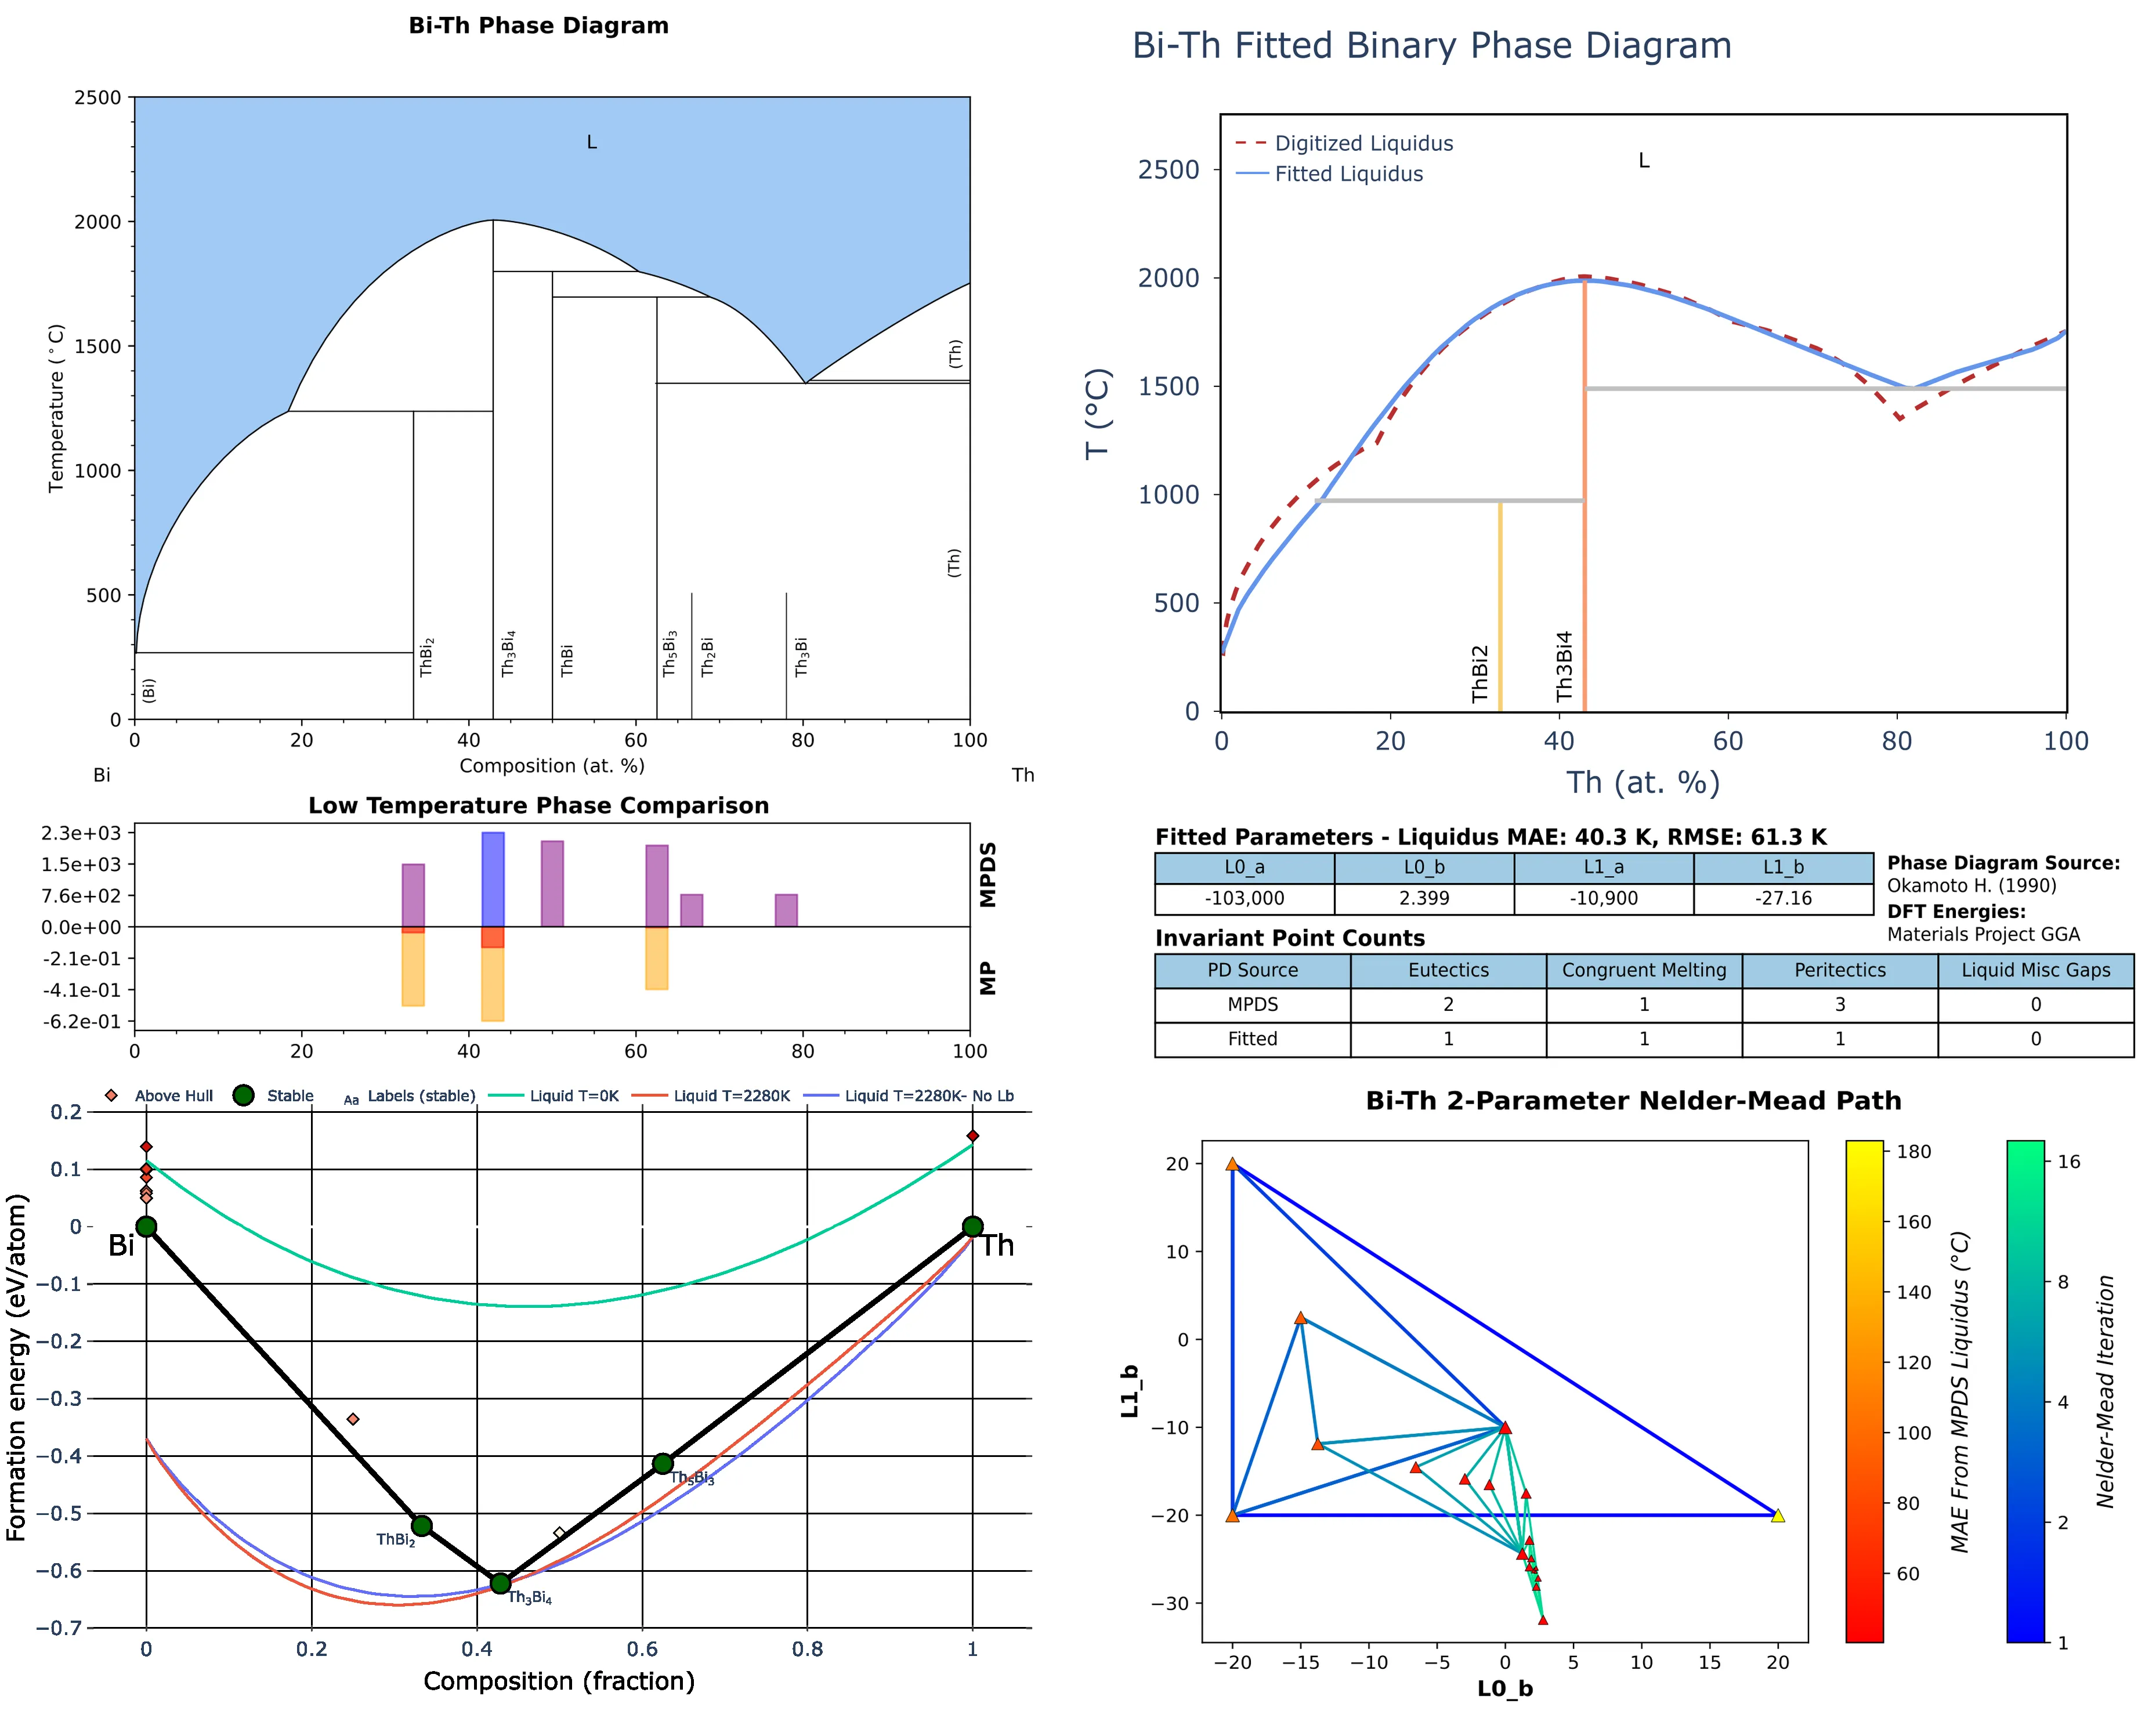 Bi-Th Phase Diagram
2500
2000
1500
1000
500
0
Temperature (°C)
L
(Th)
(Th)
(Bi)
ThBi2
Th3Bi4
ThBi
Th5Bi3
Th2Bi
Th3Bi
0 20 40 60 80 100
Composition (at. %)
Bi Th
Bi-Th Fitted Binary Phase Diagram
Digitized Liquidus
Fitted Liquidus
L
2500
2000
1500
1000
500
0
T (°C)
ThBi2
Th3Bi4
0 20 40 60 80 100
Th (at. %)
Low Temperature Phase Comparison
2.3e+03
1.5e+03
7.6e+02
0.0e+00
-2.1e-01
-4.1e-01
-6.2e-01
MPDS
MP
0 20 40 60 80 100
Fitted Parameters - Liquidus MAE: 40.3 K, RMSE: 61.3 K
L0_a L0_b L1_a L1_b
-103,000 2.399 -10,900 -27.16
Phase Diagram Source:
Okamoto H. (1990)
DFT Energies:
Materials Project GGA
Invariant Point Counts
PD Source Eutectics Congruent Melting Peritectics Liquid Misc Gaps
MPDS 2 1 3 0
Fitted 1 1 1 0
Above Hull Stable Aa Labels (stable) Liquid T=0K Liquid T=2280K Liquid T=2280K- No Lb
0.2
0.1
0
−0.1
−0.2
−0.3
−0.4
−0.5
−0.6
−0.7
Formation energy (eV/atom)
Bi
Th
Th5Bi3
ThBi2
Th3Bi4
0 0.2 0.4 0.6 0.8 1
Composition (fraction)
Bi-Th 2-Parameter Nelder-Mead Path
20
10
0
−10
−20
−30
L1_b
−20 −15 −10 −5 0 5 10 15 20
L0_b
180
160
140
120
100
80
60
MAE From MPDS Liquidus (°C)
16
8
4
2
1
Nelder-Mead Iteration